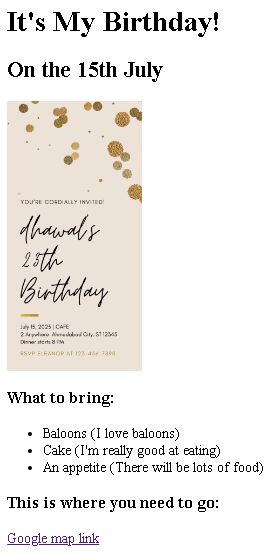 It's My Birthday!
On the 15th July
YOU'RE CORDIALLY INVITED!
dhawal's
25th
Birthday
July 15, 2025 | CAFE
2 Anywhere Ahmedabad City, ST 12345
Dinner starts 8 PM
RSVP ELEANOR AT 123-456-7898
What to bring:
Baloons (I love baloons)
Cake (I'm really good at eating)
An appetite (There will be lots of food)
This is where you need to go:
Google map link